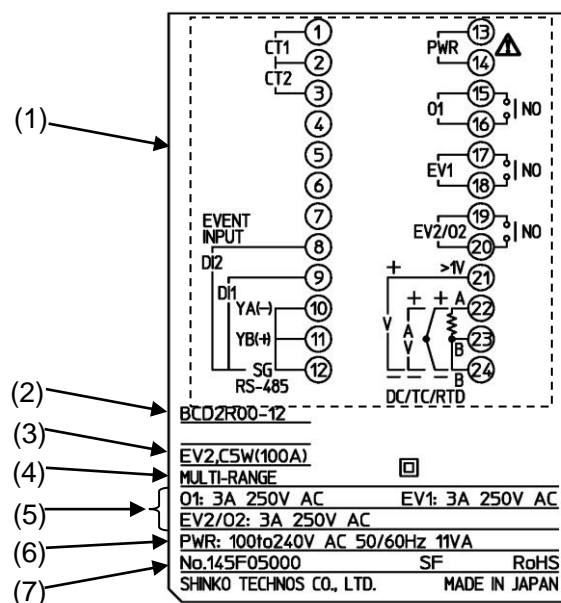 1 13
CT1 PWR
2 14
CT2
3 15
(1) O1 NO
4 16
5 17
EV1 NO
6 18
7 19
EVENT
INPUT EV2/O2 NO
8 20
DI2 + >1V
9 21
DI1 + + A
YA(-) 10 22
V A
YB(+) 11 V 23
B
SG 12 - - - B 24
RS-485 DC/TC/RTD
(2) BCD2R00-12
(3) EV2,C5W(100A)
(4) MULTI-RANGE
(5) O1: 3A 250V AC EV1: 3A 250V AC
EV2/O2: 3A 250V AC
(6) PWR: 100to240V AC 50/60Hz 11VA
(7) No.145F05000 SF RoHS
SHINKO TECHNOS CO., LTD. MADE IN JAPAN